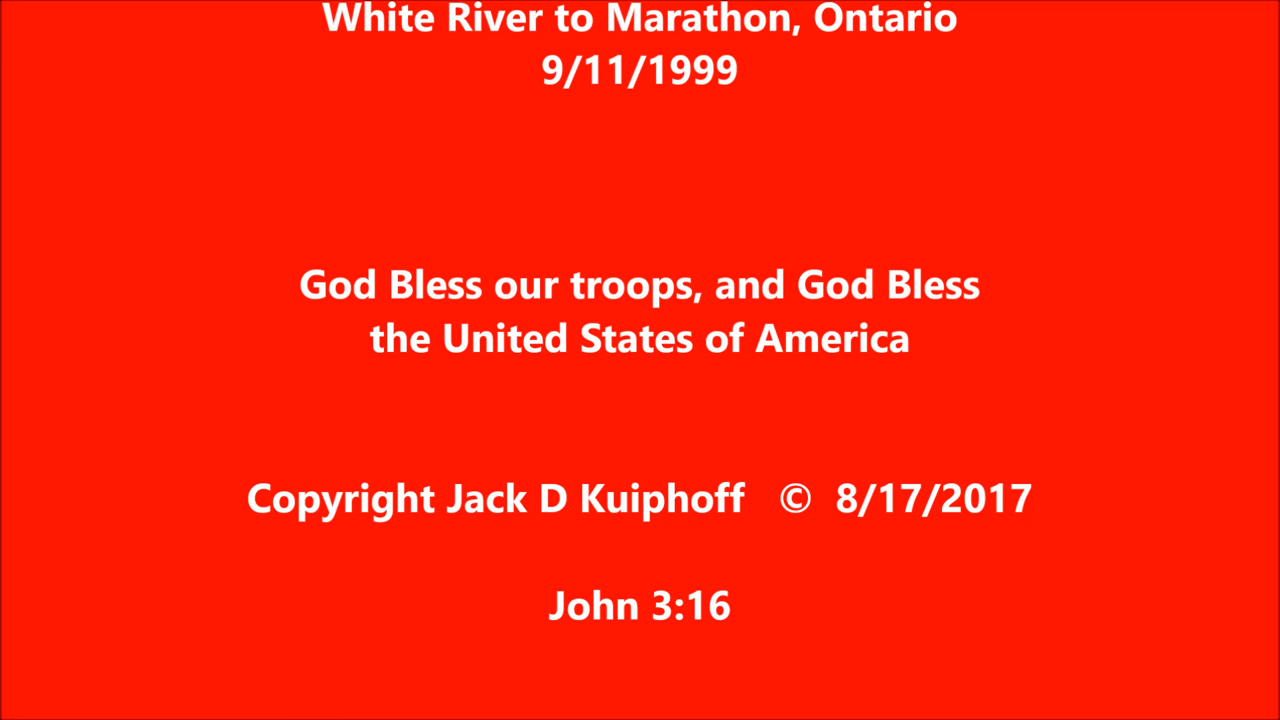 White River to Marathon, Ontario
9/11/1999
God Bless our troops, and God Bless
the United States of America
Copyright Jack D Kuiphoff © 8/17/2017
John 3:16